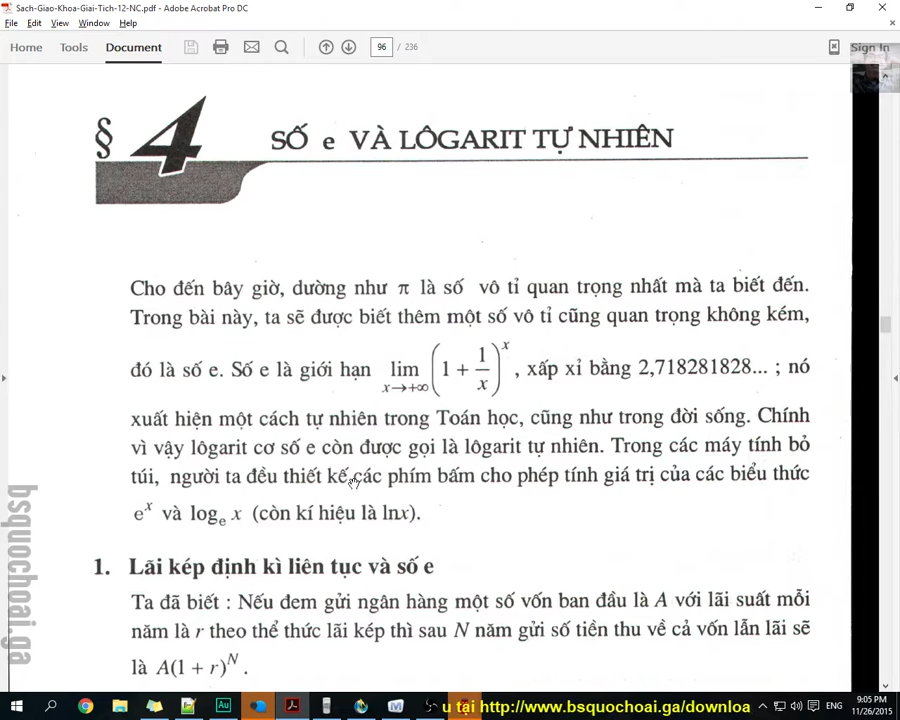 Sach-Giao-Khoa-Giai-Tich-12-NC.pdf - Adobe Acrobat Pro DC
File Edit View Window Help
Home Tools Document 96 / 236 Sign In
§ 4 SỐ e VÀ LÔGARIT TỰ NHIÊN
Cho đến bây giờ, dường như π là số vô tỉ quan trọng nhất mà ta biết đến.
Trong bài này, ta sẽ được biết thêm một số vô tỉ cũng quan trọng không kém,
đó là số e. Số e là giới hạn lim x→+∞ (1 + 1/x)^x , xấp xỉ bằng 2,718281828... ; nó
xuất hiện một cách tự nhiên trong Toán học, cũng như trong đời sống. Chính
vì vậy lôgarit cơ số e còn được gọi là lôgarit tự nhiên. Trong các máy tính bỏ
túi, người ta đều thiết kế các phím bấm cho phép tính giá trị của các biểu thức
e^x và log_e x (còn kí hiệu là lnx).
1. Lãi kép định kì liên tục và số e
Ta đã biết : Nếu đem gửi ngân hàng một số vốn ban đầu là A với lãi suất mỗi
năm là r theo thể thức lãi kép thì sau N năm gửi số tiền thu về cả vốn lẫn lãi sẽ
là A(1 + r)^N .
bsquochoai.ga
u tại http://www.bsquochoai.ga/downloa
ENG
9:05 PM
11/26/2015